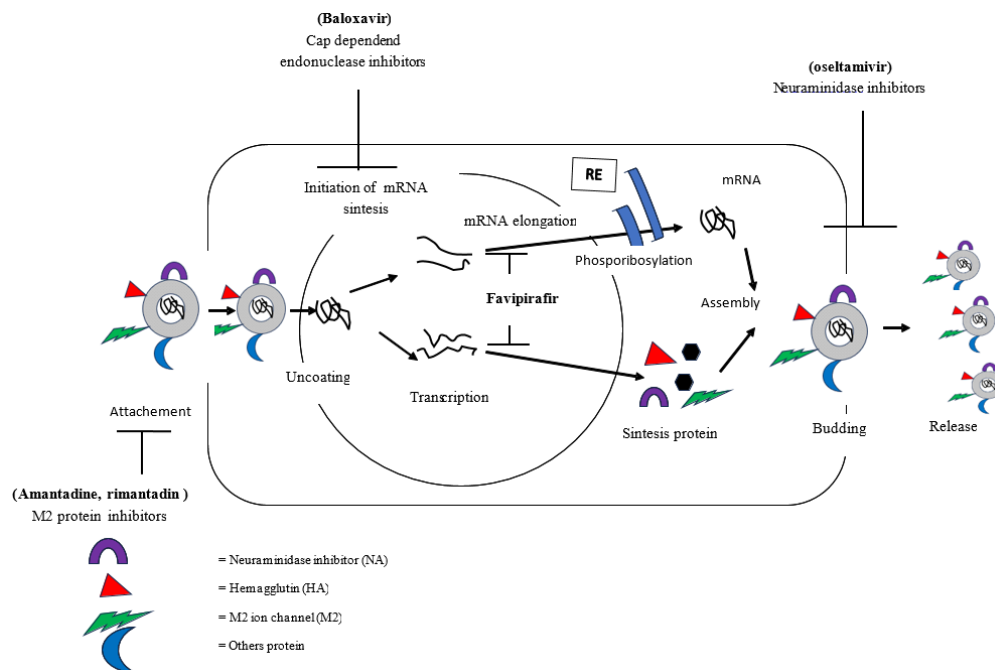 (Baloxavir)
Cap dependend
endonuclease inhibitors
(oseltamivir)
Neuraminidase inhibitors
Initiation of mRNA
sintesis
RE
mRNA
mRNA elongation
Phosporibosylation
Favipirafir
Assembly
Uncoating
Transcription
Attachement
Sintesis protein
Budding
Release
(Amantadine, rimantadin )
M2 protein inhibitors
= Neuraminidase inhibitor (NA)
= Hemagglutin (HA)
= M2 ion channel (M2)
= Others protein